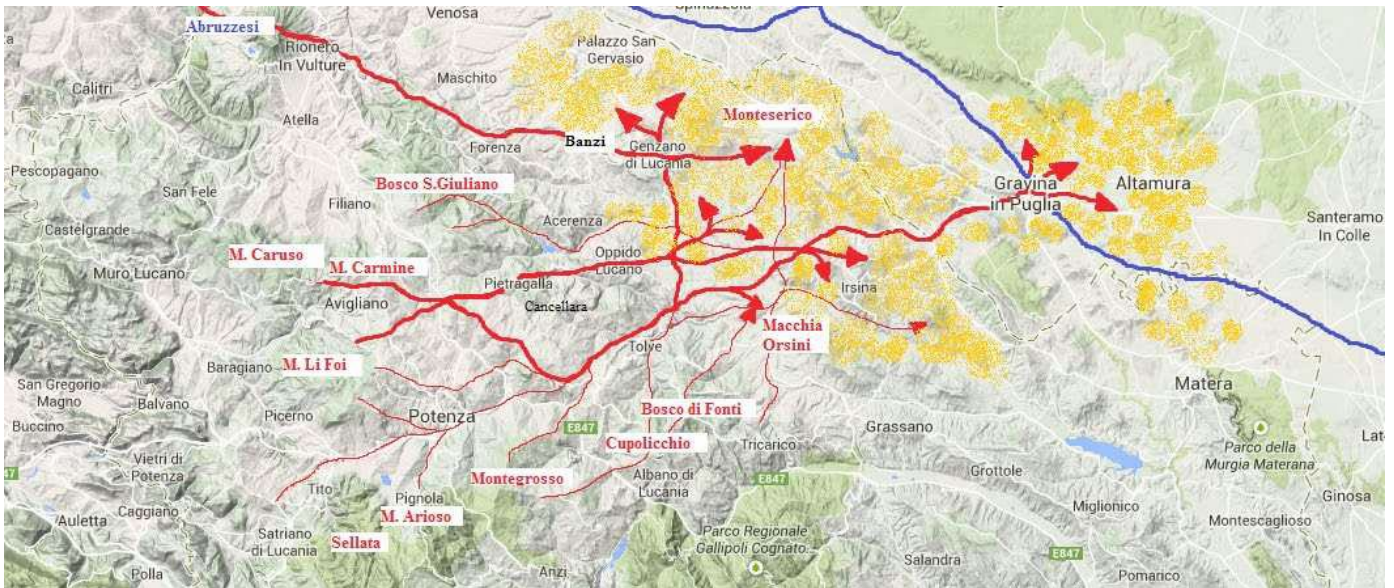 Abruzzesi
Venosa
Spinazzola
Rionero
In Vulture
Palazzo San
Gervasio
Maschito
Calitri
Atella
Monteserico
Banzi
Genzano
di Lucania
Forenza
Pescopagano
San Fele
Bosco S.Giuliano
Filiano
Acerenza
Gravina
in Puglia
Altamura
Santeramo
In Colle
Castelgrande
M. Caruso
M. Carmine
Oppido
Lucano
Muro Lucano
Pietragalla
Irsina
Avigliano
Cancellara
Macchia
Orsini
Tolve
Baragiano
M. Li Foi
San Gregorio
Magno
Balvano
Matera
Picerno
Potenza
Bosco di Fonti
Buccino
E847
Grassano
Cupolicchio
Tricarico
Parco della
Murgia Materana
Vietri di
Potenza
847
Montegrosso
Albano di
Lucania
E847
Grottole
Tito
Pignola
Miglionico
Ginosa
Auletta
Caggiano
M. Arioso
Montescaglioso
Satriano
di Lucania
Sellata
Parco Regionale
Gallipoli Cognato
E847
Salandra
Polla
Anzi
Pomarico